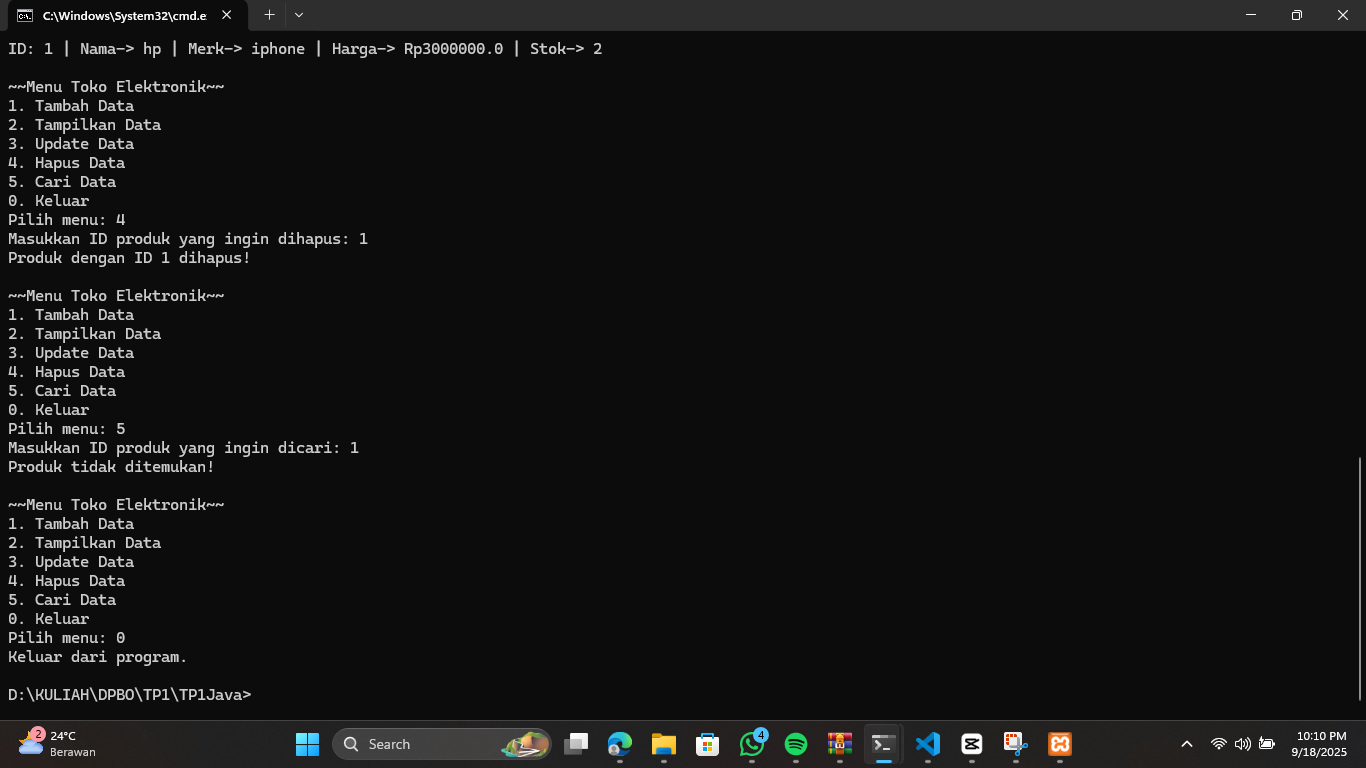 C:\Windows\System32\cmd.e
ID: 1 | Nama-> hp | Merk-> iphone | Harga-> Rp3000000.0 | Stok-> 2
~~Menu Toko Elektronik~~
1. Tambah Data
2. Tampilkan Data
3. Update Data
4. Hapus Data
5. Cari Data
0. Keluar
Pilih menu: 4
Masukkan ID produk yang ingin dihapus: 1
Produk dengan ID 1 dihapus!
~~Menu Toko Elektronik~~
1. Tambah Data
2. Tampilkan Data
3. Update Data
4. Hapus Data
5. Cari Data
0. Keluar
Pilih menu: 5
Masukkan ID produk yang ingin dicari: 1
Produk tidak ditemukan!
~~Menu Toko Elektronik~~
1. Tambah Data
2. Tampilkan Data
3. Update Data
4. Hapus Data
5. Cari Data
0. Keluar
Pilih menu: 0
Keluar dari program.
D:\KULIAH\DPBO\TP1\TP1Java>
2
24°C
Berawan
Search
4
10:10 PM
9/18/2025